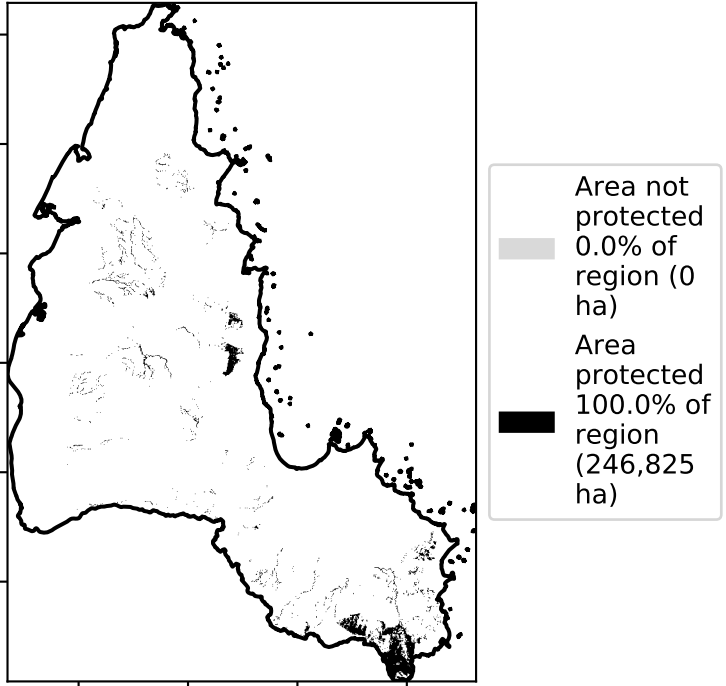 Area not
protected
0.0% of
region (0
ha)
Area
protected
100.0% of
region
(246,825
ha)